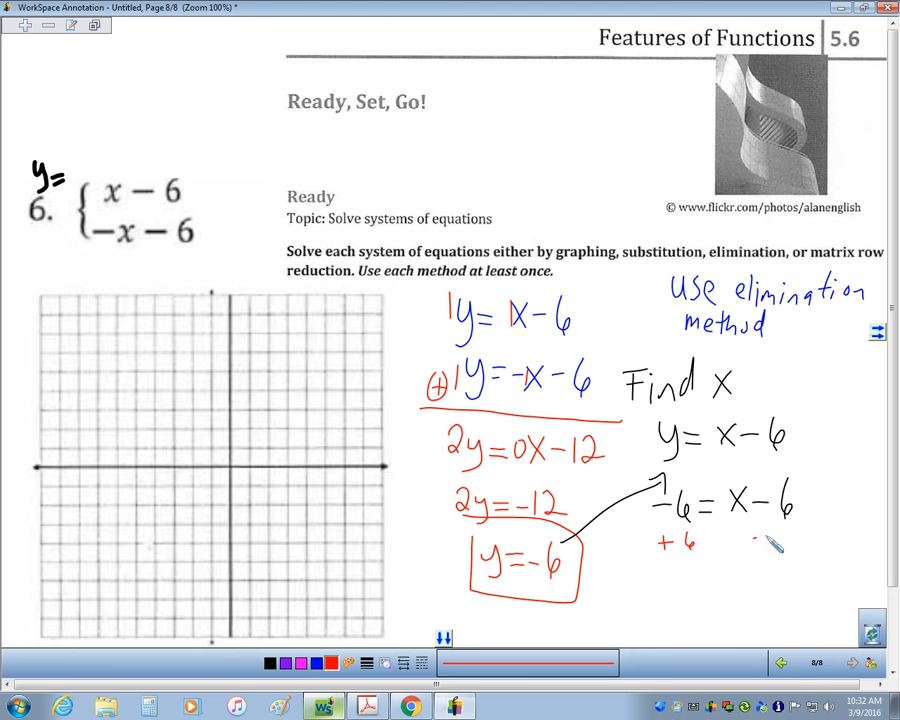 WorkSpace Annotation - Untitled, Page 8/8 (Zoom 100%) *
Features of Functions 5.6
Ready, Set, Go!
© www.flickr.com/photos/alanenglish
y=
6. { x − 6
−x − 6
Ready
Topic: Solve systems of equations
Solve each system of equations either by graphing, substitution, elimination, or matrix row
reduction. Use each method at least once.
Use elimination
method
1y = 1x − 6
(+) 1y = −1x − 6
2y = 0x − 12
2y = −12
y = −6
Find x
y = x − 6
−6 = x − 6
+6
8/8
10:32 AM
3/9/2016